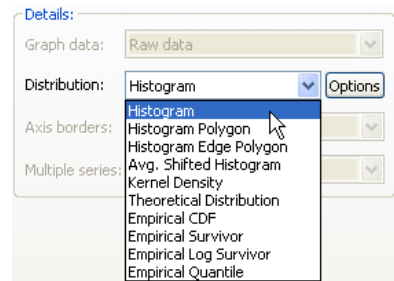 Details:
Graph data: Raw data
Distribution: Histogram Options
Histogram
Axis borders:
Histogram Polygon
Histogram Edge Polygon
Multiple series:
Avg. Shifted Histogram
Kernel Density
Theoretical Distribution
Empirical CDF
Empirical Survivor
Empirical Log Survivor
Empirical Quantile